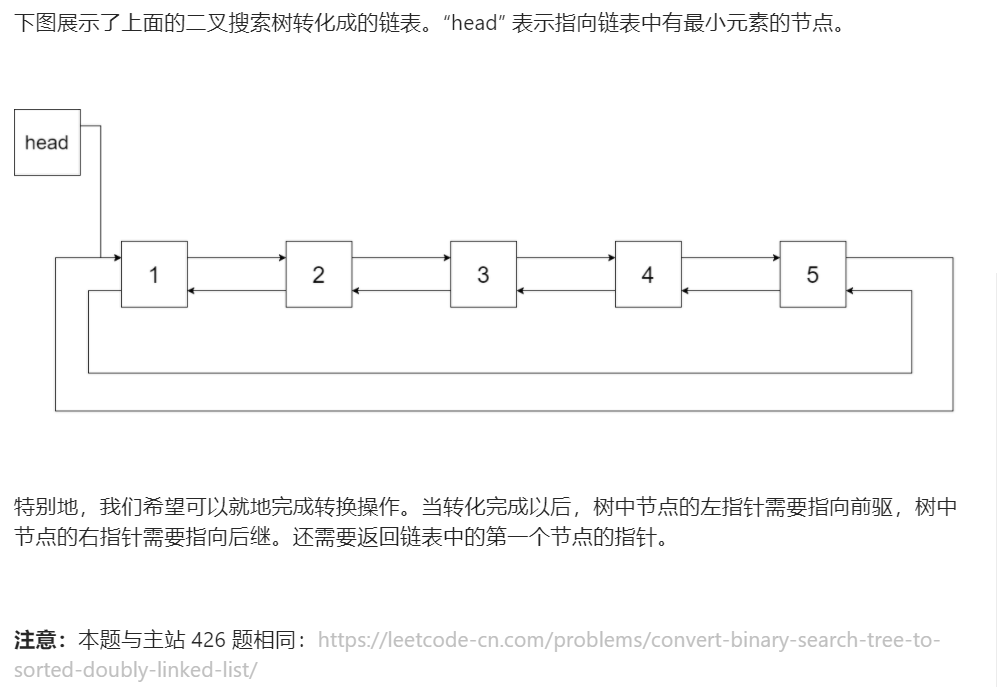 下图展示了上面的二叉搜索树转化成的链表。“head” 表示指向链表中有最小元素的节点。
head
1
2
3
4
5
特别地，我们希望可以就地完成转换操作。当转化完成以后，树中节点的左指针需要指向前驱，树中
节点的右指针需要指向后继。还需要返回链表中的第一个节点的指针。
注意：本题与主站 426 题相同：https://leetcode-cn.com/problems/convert-binary-search-tree-to-
sorted-doubly-linked-list/